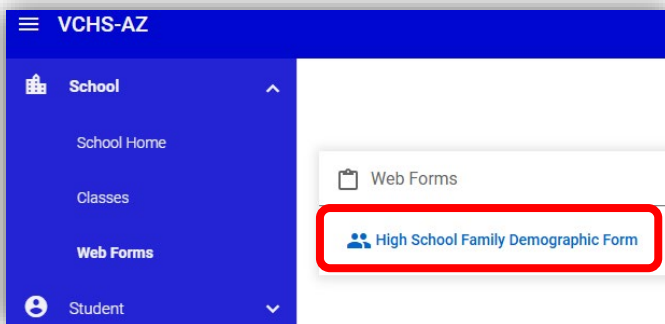 VCHS-AZ
School
School Home
Classes
Web Forms
Student
Web Forms
High School Family Demographic Form